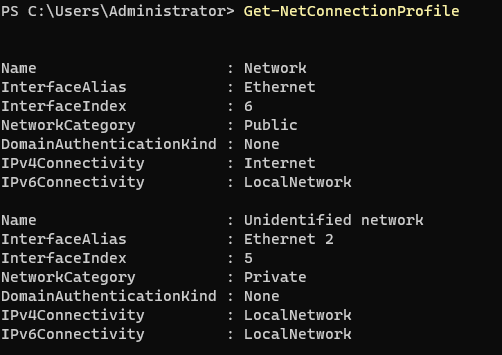 PS C:\Users\Administrator> Get-NetConnectionProfile
Name                     : Network
InterfaceAlias           : Ethernet
InterfaceIndex           : 6
NetworkCategory          : Public
DomainAuthenticationKind : None
IPv4Connectivity         : Internet
IPv6Connectivity         : LocalNetwork
Name                     : Unidentified network
InterfaceAlias           : Ethernet 2
InterfaceIndex           : 5
NetworkCategory          : Private
DomainAuthenticationKind : None
IPv4Connectivity         : LocalNetwork
IPv6Connectivity         : LocalNetwork